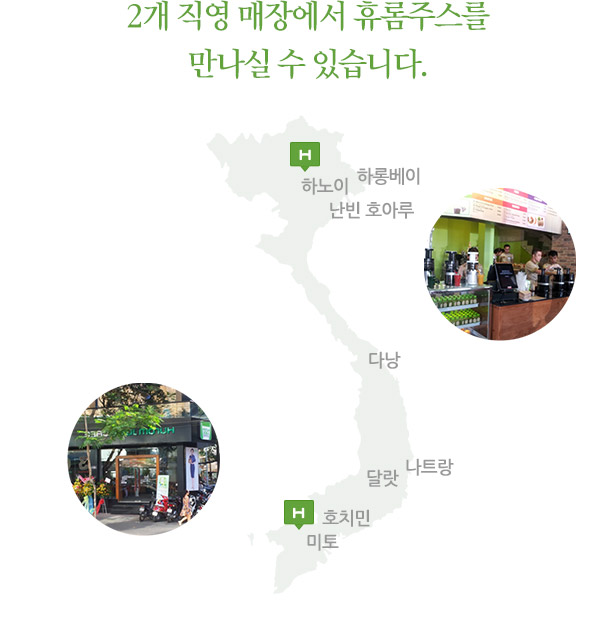 2개 직영 매장에서 휴롬주스를
만나실 수 있습니다.
H
하노이
하롱베이
난빈 호아루
다낭
나트랑
달랏
H
호치민
미토